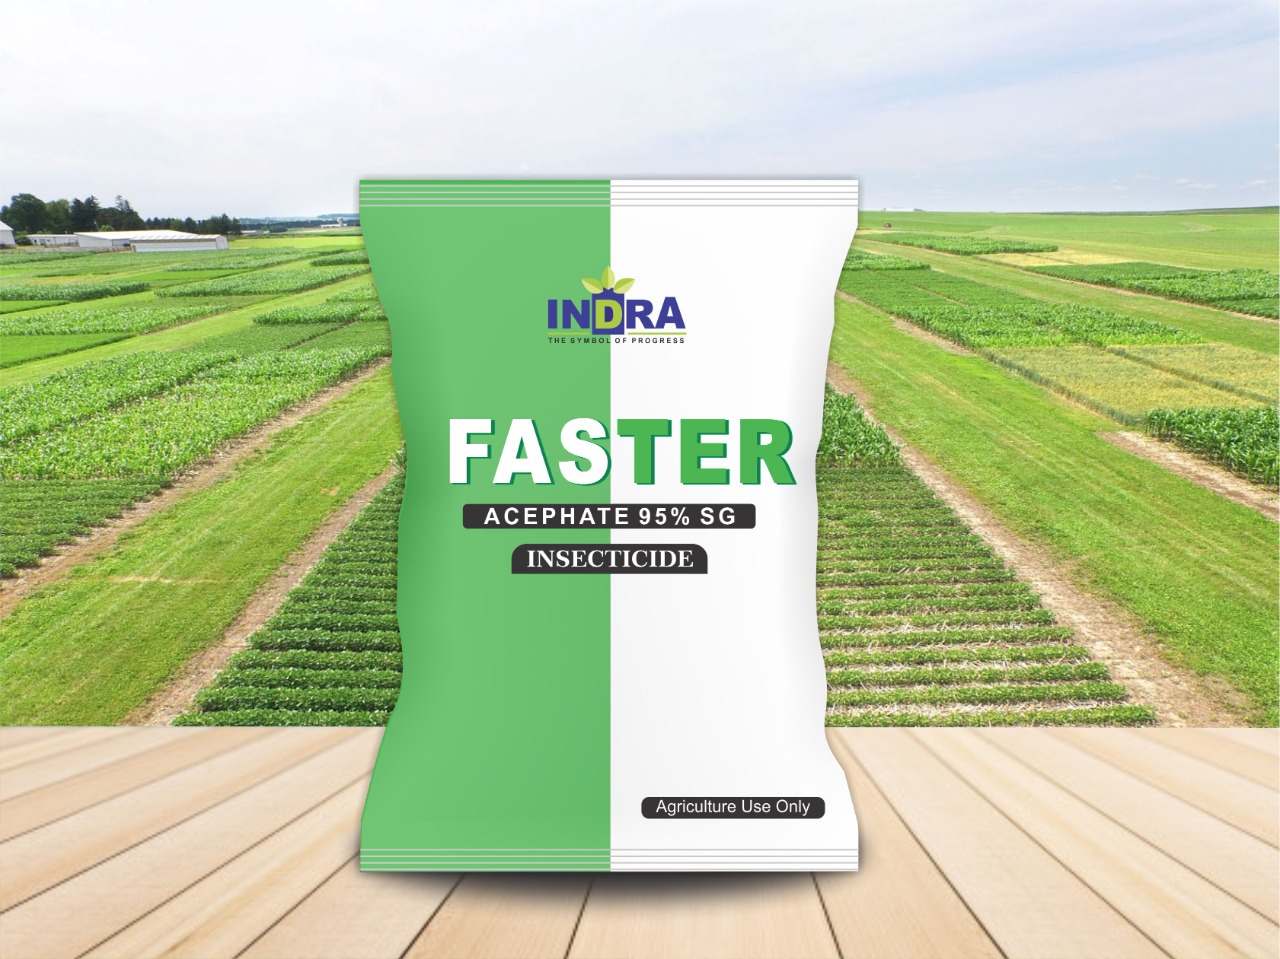 INDRA
THE SYMBOL OF PROGRESS
FASTER
ACEPHATE 95% SG
INSECTICIDE
Agriculture Use Only